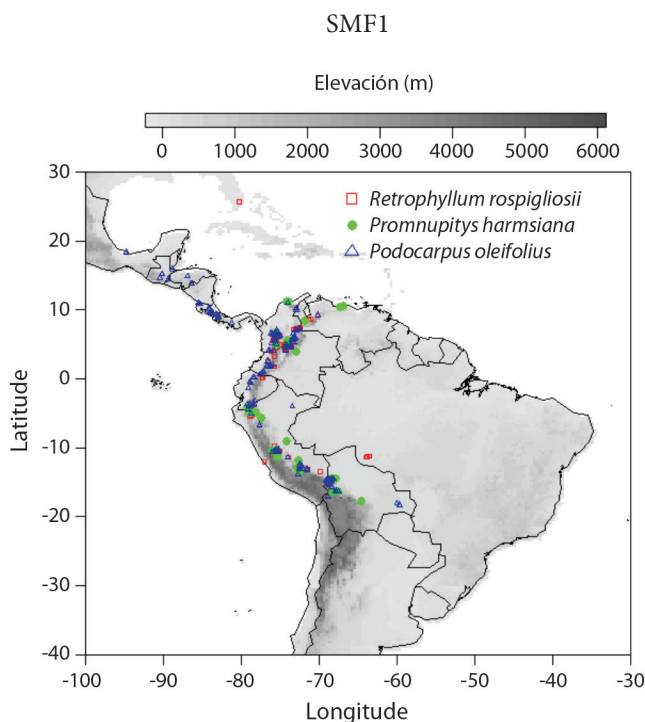 SMF1
Elevación (m)
0 1000 2000 3000 4000 5000 6000
30
Retrophyllum rospigliosii
Promnupitys harmsiana
Podocarpus oleifolius
20
10
0
-10
-20
-30
-40
Latitude
-100 -90 -80 -70 -60 -50 -40 -30
Longitude